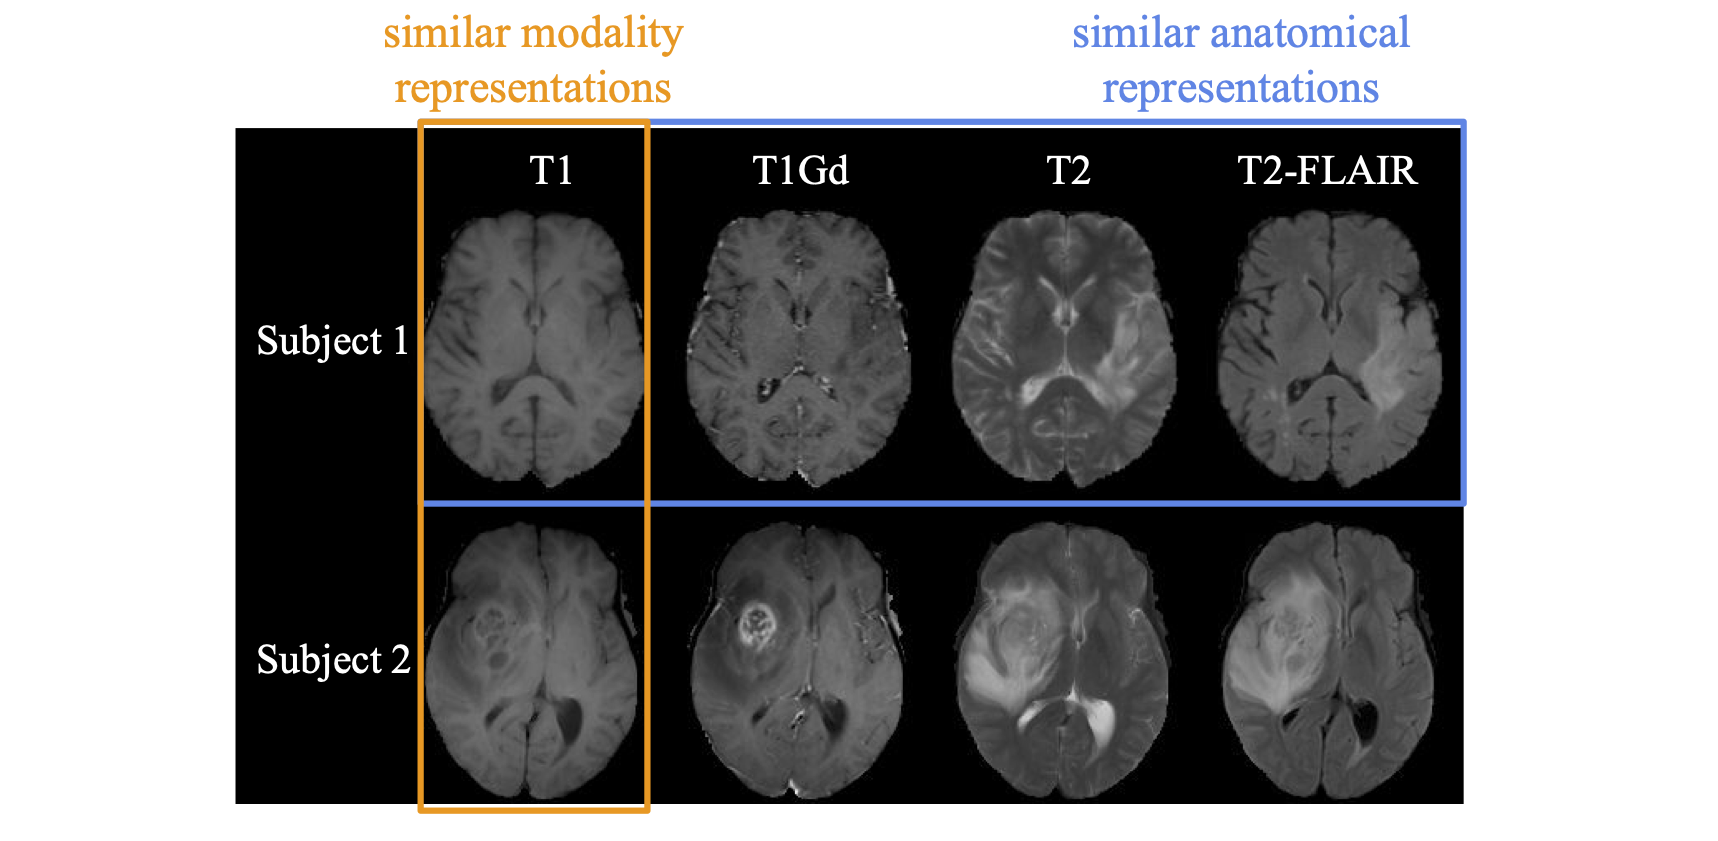 similar modality
representations
similar anatomical
representations
T1
T1Gd
T2
T2-FLAIR
Subject 1
Subject 2